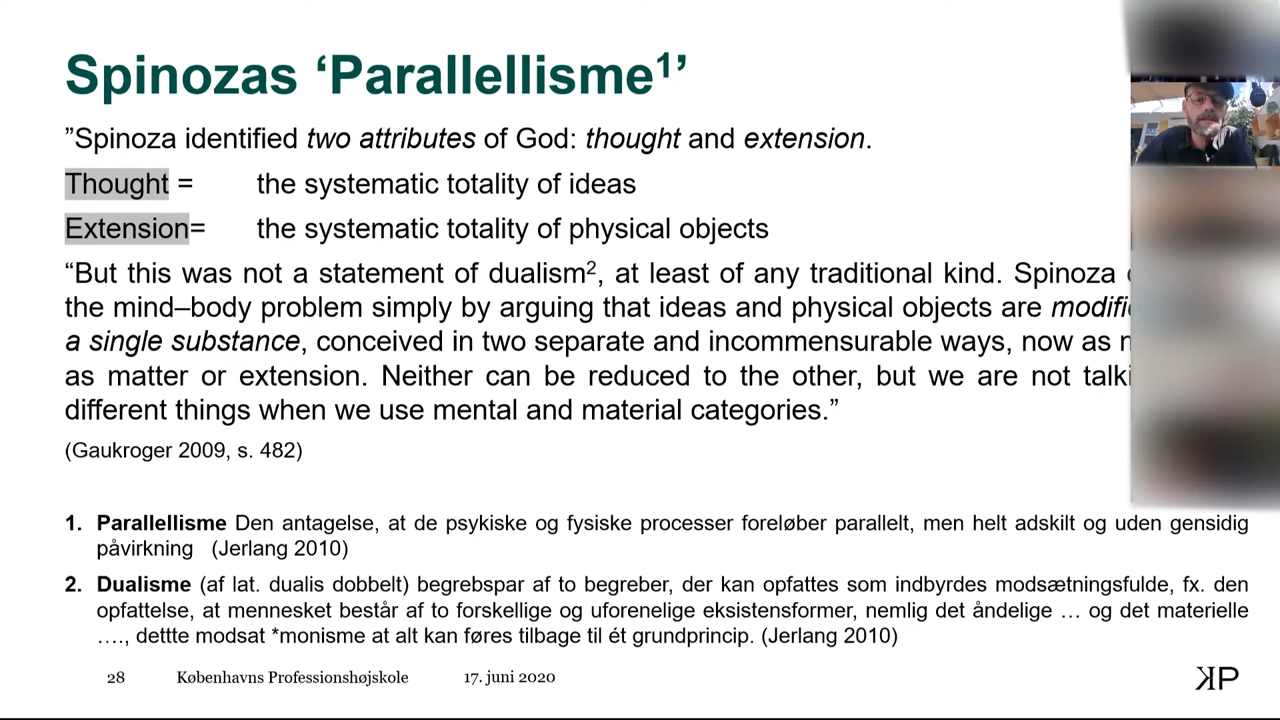 Spinozas ‘Parallellisme¹’
”Spinoza identified two attributes of God: thought and extension.
Thought = the systematic totality of ideas
Extension= the systematic totality of physical objects
“But this was not a statement of dualism², at least of any traditional kind. Spinoza
the mind–body problem simply by arguing that ideas and physical objects are
a single substance, conceived in two separate and incommensurable ways, now as
as matter or extension. Neither can be reduced to the other, but we are not
different things when we use mental and material categories.”
(Gaukroger 2009, s. 482)
1. Parallellisme Den antagelse, at de psykiske og fysiske processer foreløber parallelt, men helt adskilt og uden gensidig
påvirkning (Jerlang 2010)
2. Dualisme (af lat. dualis dobbelt) begrebspar af to begreber, der kan opfattes som indbyrdes modsætningsfulde, fx. den
opfattelse, at mennesket består af to forskellige og uforenelige eksistensformer, nemlig det åndelige … og det materielle
…., dettte modsat *monisme at alt kan føres tilbage til ét grundprincip. (Jerlang 2010)
28 Københavns Professionshøjskole 17. juni 2020 KP